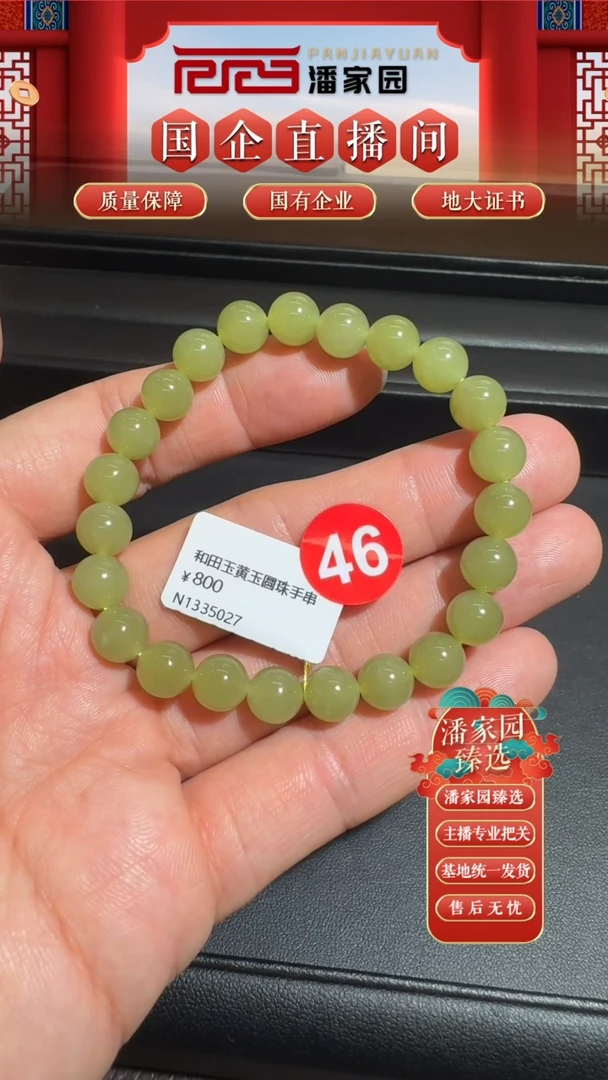 PANJIAYUAN
潘家园
国企直播间
质量保障
国有企业
地大证书
46
和田玉黄玉圆珠手串
¥800
N1335027
潘家园
臻选
潘家园臻选
主播专业把关
基地统一发货
售后无忧